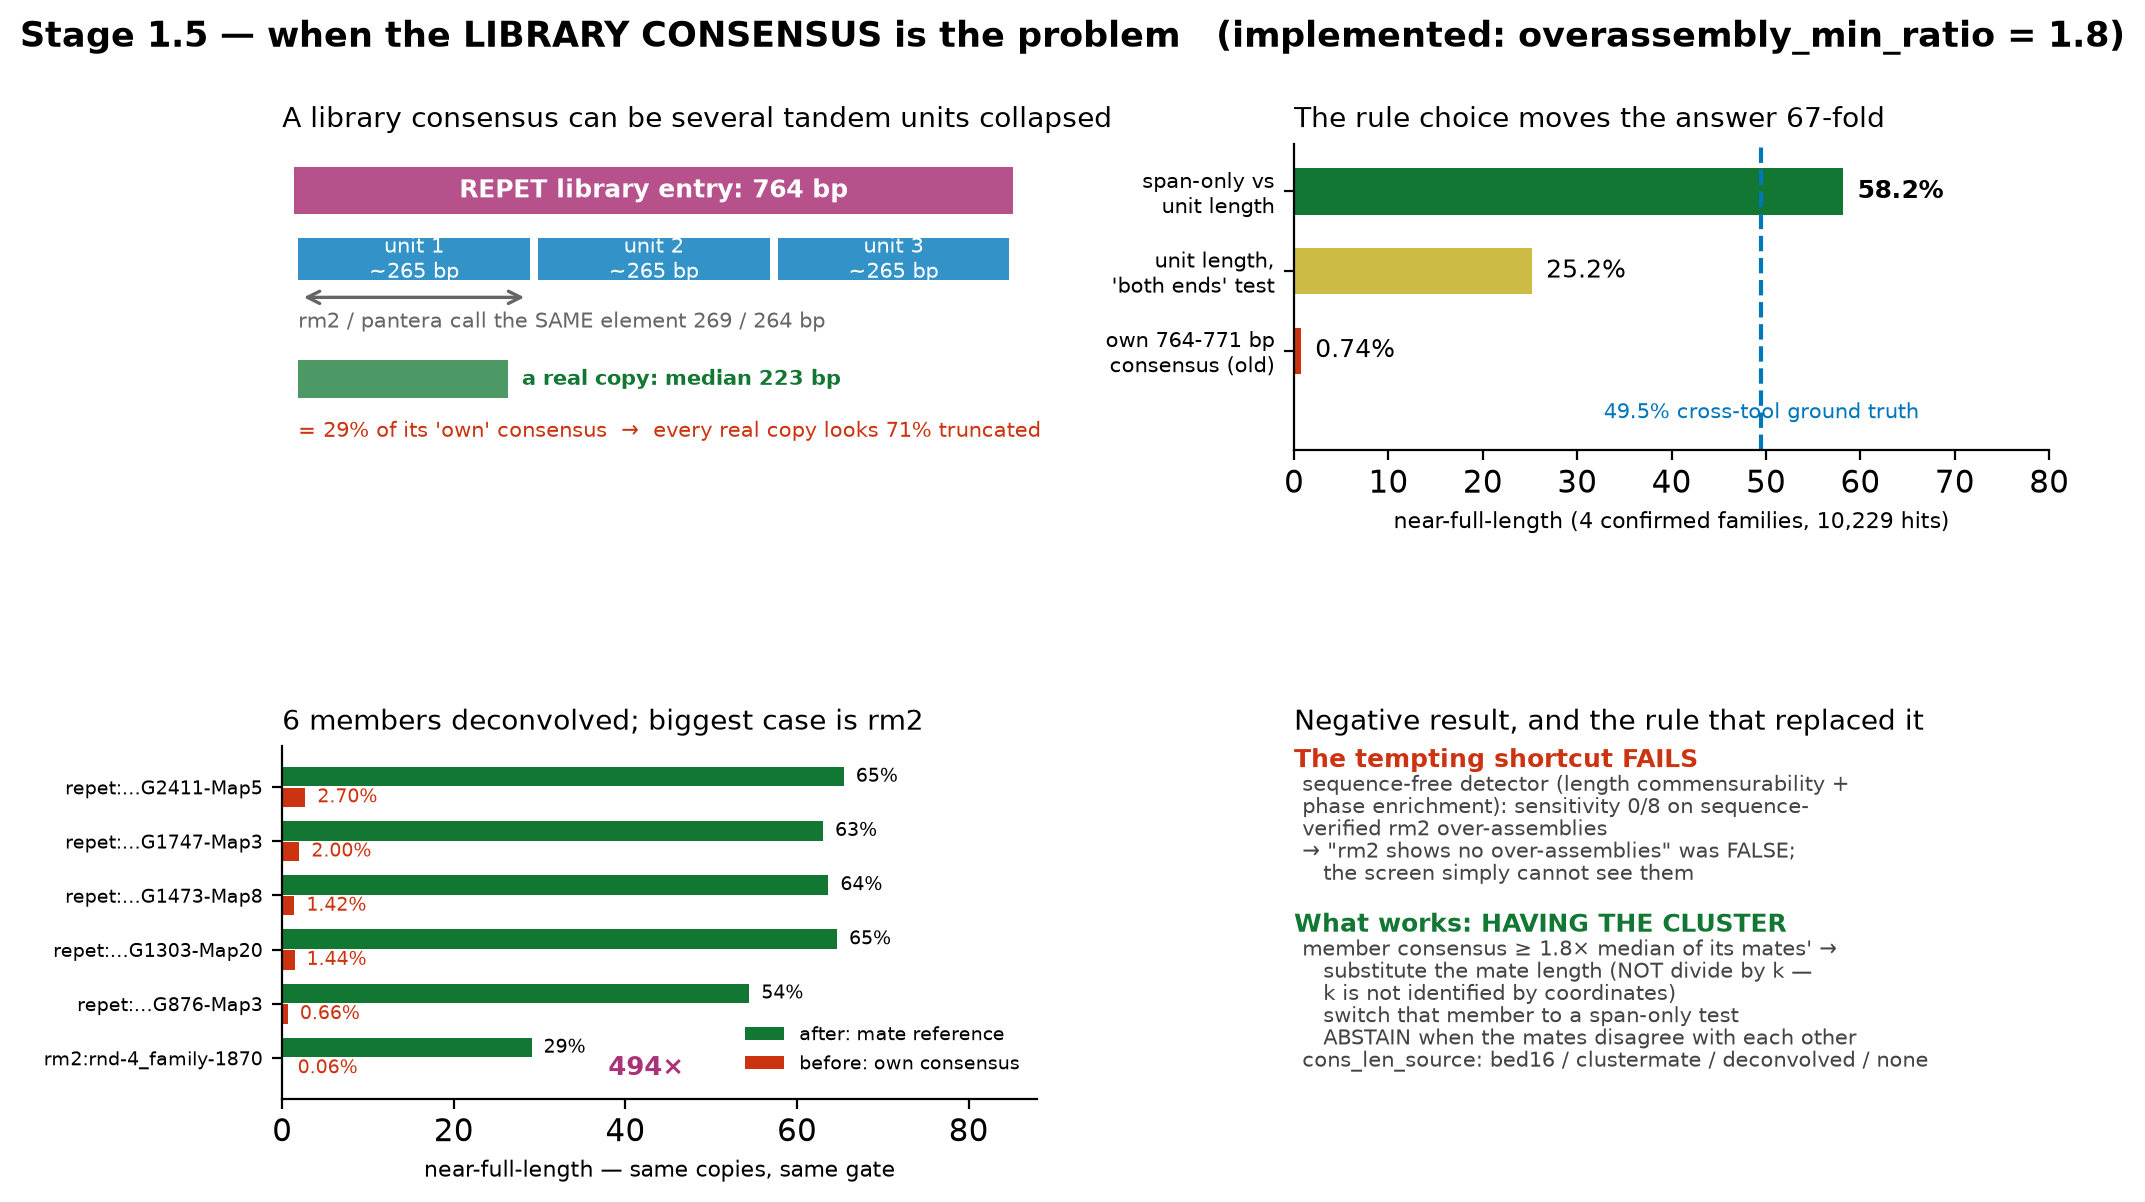 Stage 1.5 — when the LIBRARY CONSENSUS is the problem (implemented: overassembly_min_ratio = 1.8)
A library consensus can be several tandem units collapsed
REPET library entry: 764 bp
unit 1
~265 bp
unit 2
~265 bp
unit 3
~265 bp
rm2 / pantera call the SAME element 269 / 264 bp
a real copy: median 223 bp
= 29% of its 'own' consensus → every real copy looks 71% truncated
The rule choice moves the answer 67-fold
span-only vs
unit length
58.2%
unit length,
'both ends' test
25.2%
own 764-771 bp
consensus (old)
0.74%
49.5% cross-tool ground truth
0 10 20 30 40 50 60 70 80
near-full-length (4 confirmed families, 10,229 hits)
6 members deconvolved; biggest case is rm2
repet:...G2411-Map5
65%
2.70%
repet:...G1747-Map3
63%
2.00%
repet:...G1473-Map8
64%
1.42%
repet:...G1303-Map20
65%
1.44%
repet:...G876-Map3
54%
0.66%
rm2:rnd-4_family-1870
29%
0.06%
494×
after: mate reference
before: own consensus
0 20 40 60 80
near-full-length — same copies, same gate
Negative result, and the rule that replaced it
The tempting shortcut FAILS
sequence-free detector (length commensurability +
phase enrichment): sensitivity 0/8 on sequence-
verified rm2 over-assemblies
→ "rm2 shows no over-assemblies" was FALSE;
the screen simply cannot see them
What works: HAVING THE CLUSTER
member consensus ≥ 1.8× median of its mates' →
substitute the mate length (NOT divide by k —
k is not identified by coordinates)
switch that member to a span-only test
ABSTAIN when the mates disagree with each other
cons_len_source: bed16 / clustermate / deconvolved / none